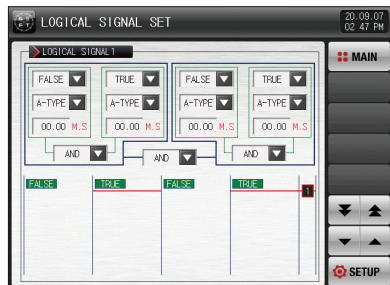 LOGICAL SIGNAL SET
20.09.07
02 47 PM
LOGICAL SIGNAL1
MAIN
FALSE TRUE FALSE TRUE
A-TYPE A-TYPE A-TYPE A-TYPE
00.00 M.S 00.00 M.S 00.00 M.S 00.00 M.S
AND AND AND
FALSE TRUE FALSE TRUE
1
SETUP